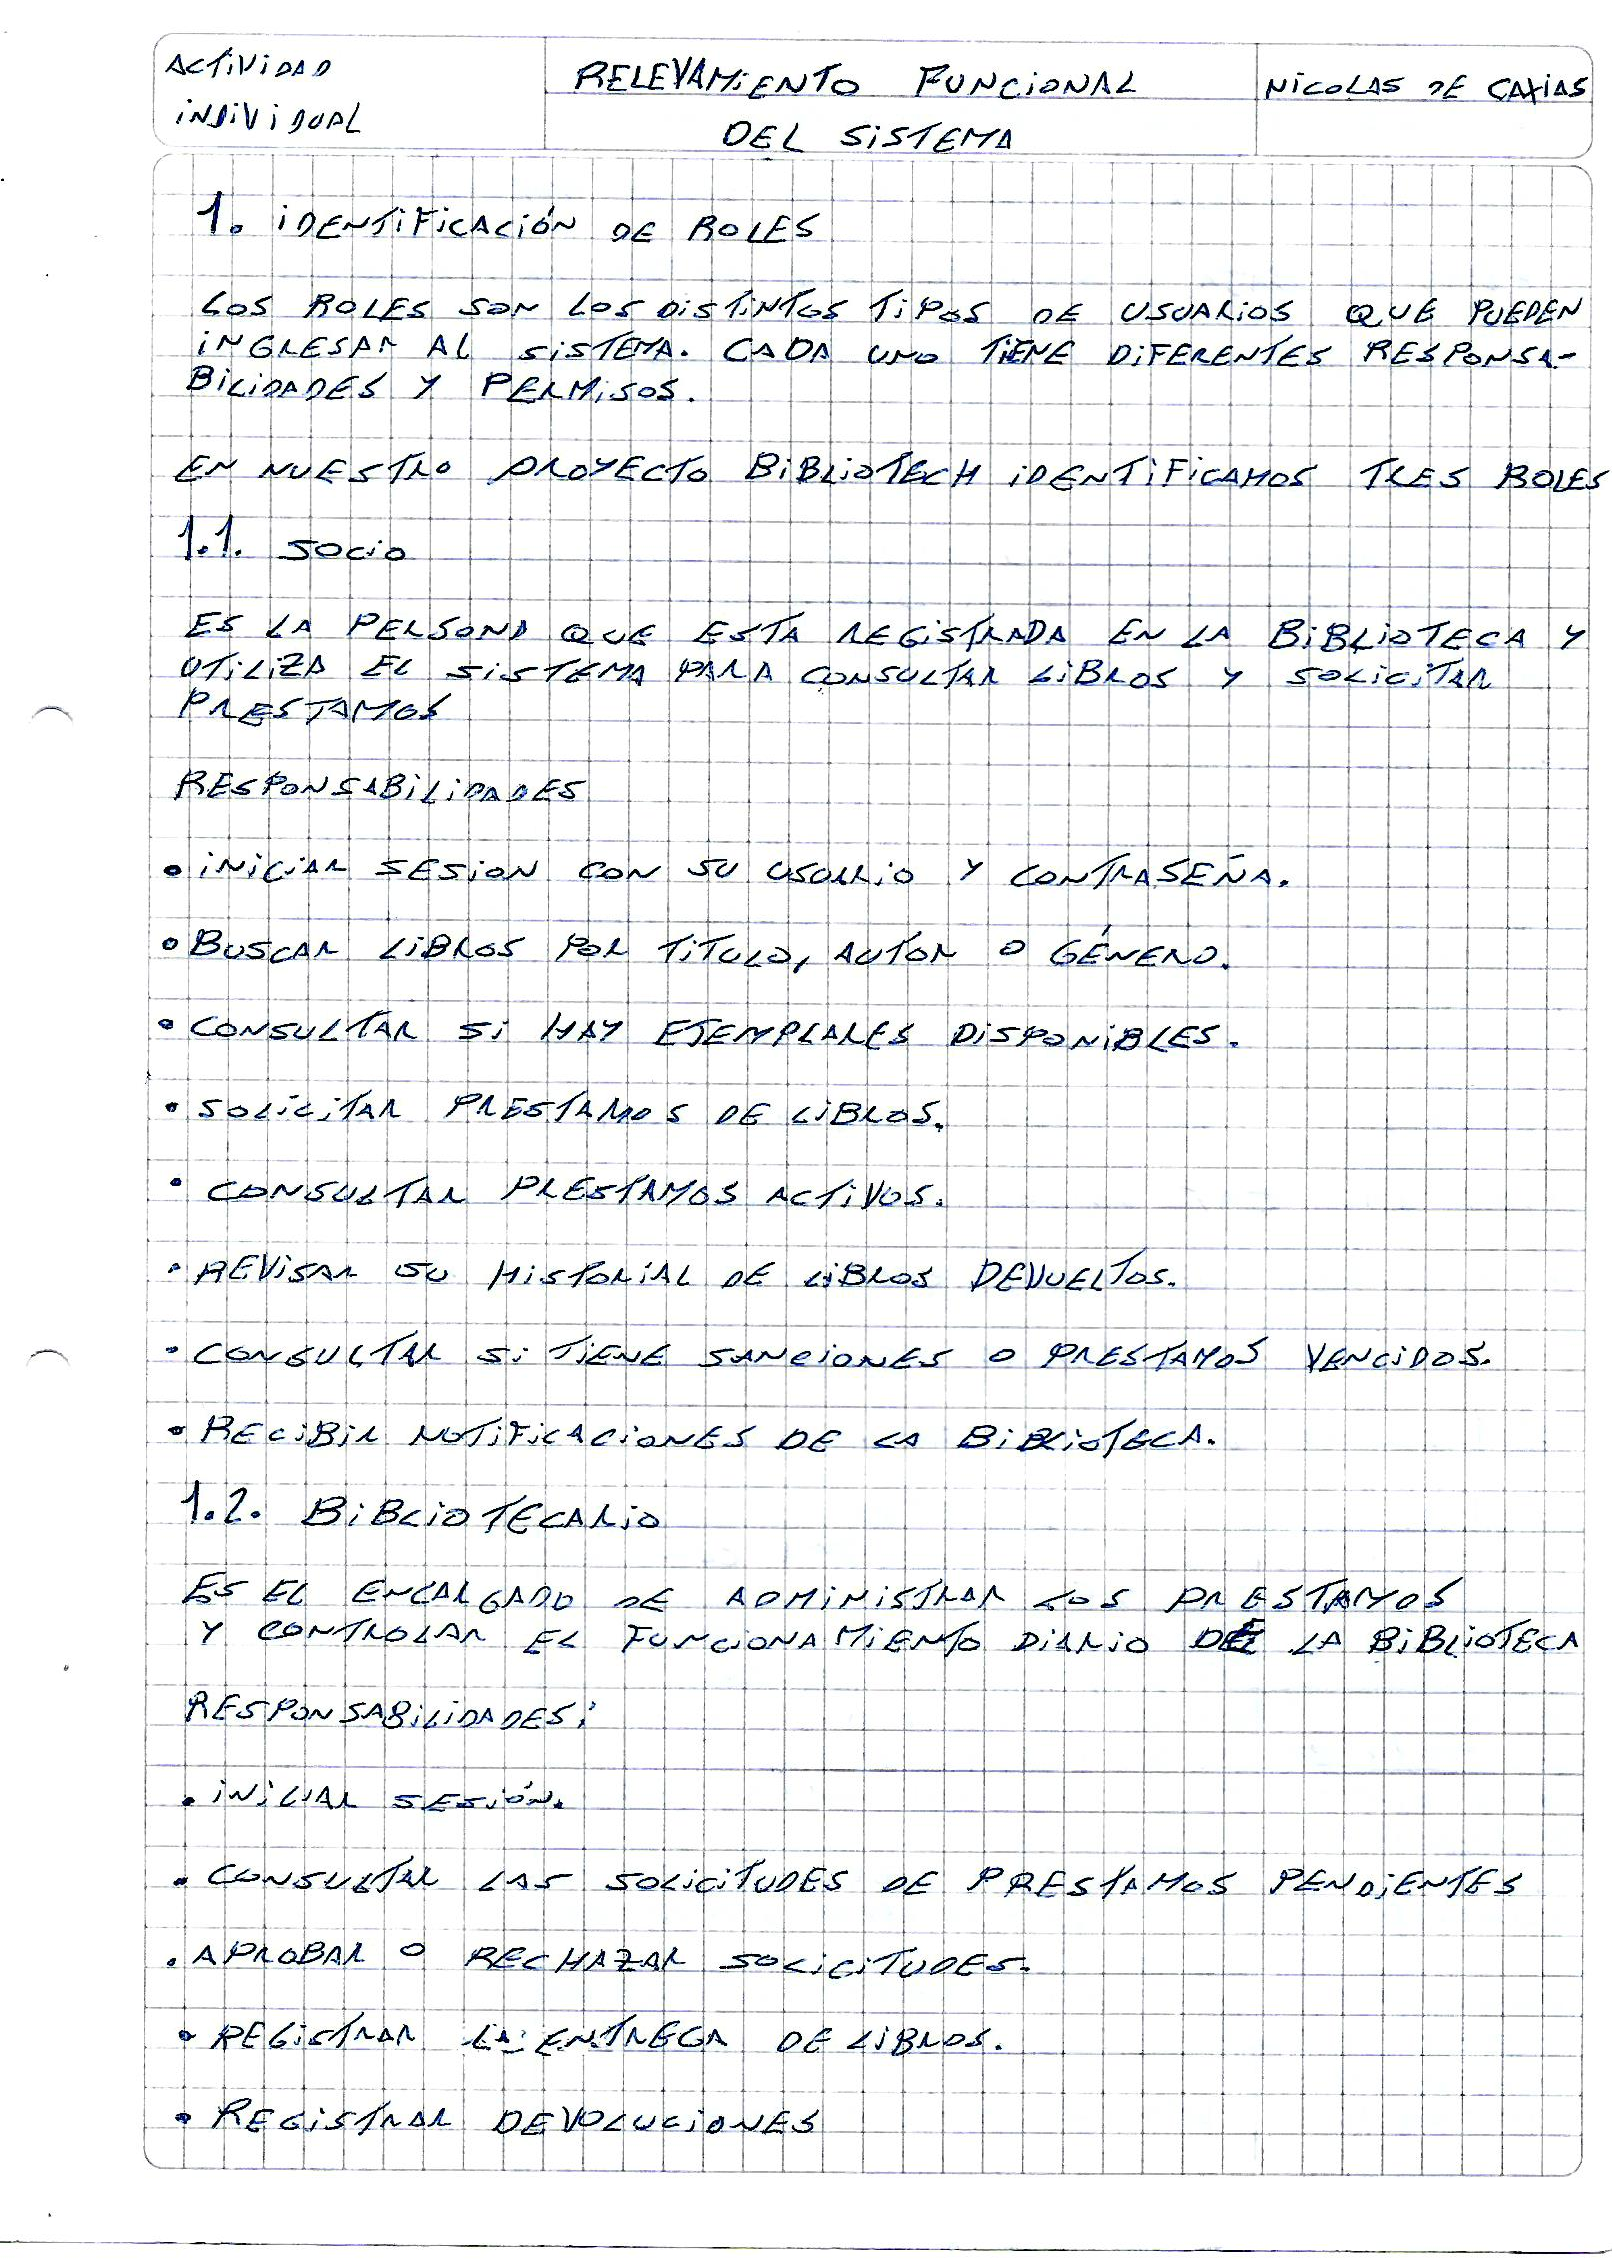 ACTIVIDAD
INDIVIDUAL
RELEVAMIENTO FUNCIONAL
DEL SISTEMA
NICOLAS DE CAXIAS
1. IDENTIFICACIÓN DE ROLES
LOS ROLES SON LOS DISTINTOS TIPOS DE USUARIOS QUE PUEDEN
INGRESAR AL SISTEMA. CADA UNO TIENE DIFERENTES RESPONSA-
BILIDADES Y PERMISOS.
EN NUESTRO PROYECTO BIBLIOTECH IDENTIFICAMOS TRES ROLES
1.1. SOCIO
ES LA PERSONA QUE ESTA REGISTRADA EN LA BIBLIOTECA Y
UTILIZA EL SISTEMA PARA CONSULTAR LIBROS Y SOLICITAR
PRESTAMOS
RESPONSABILIDADES
• INICIAR SESION CON SU USUARIO Y CONTRASEÑA.
• BUSCAR LIBROS POR TITULO, AUTOR O GÉNERO.
• CONSULTAR SI HAY EJEMPLARES DISPONIBLES.
• SOLICITAR PRESTAMOS DE LIBROS.
• CONSULTAR PRESTAMOS ACTIVOS.
• REVISAR SU HISTORIAL DE LIBROS DEVUELTOS.
• CONSULTAR SI TIENE SANCIONES O PRESTAMOS VENCIDOS.
• RECIBIR NOTIFICACIONES DE LA BIBLIOTECA.
1.2. BIBLIOTECARIO
ES EL ENCARGADO DE ADMINISTRAR LOS PRESTAMOS
Y CONTROLAR EL FUNCIONAMIENTO DIARIO DE LA BIBLIOTECA
RESPONSABILIDADES:
• INICIAR SESIÓN.
• CONSULTAR LAS SOLICITUDES DE PRESTAMOS PENDIENTES
• APROBAR O RECHAZAR SOLICITUDES.
• REGISTRAR LA ENTREGA DE LIBROS.
• REGISTRAR DEVOLUCIONES